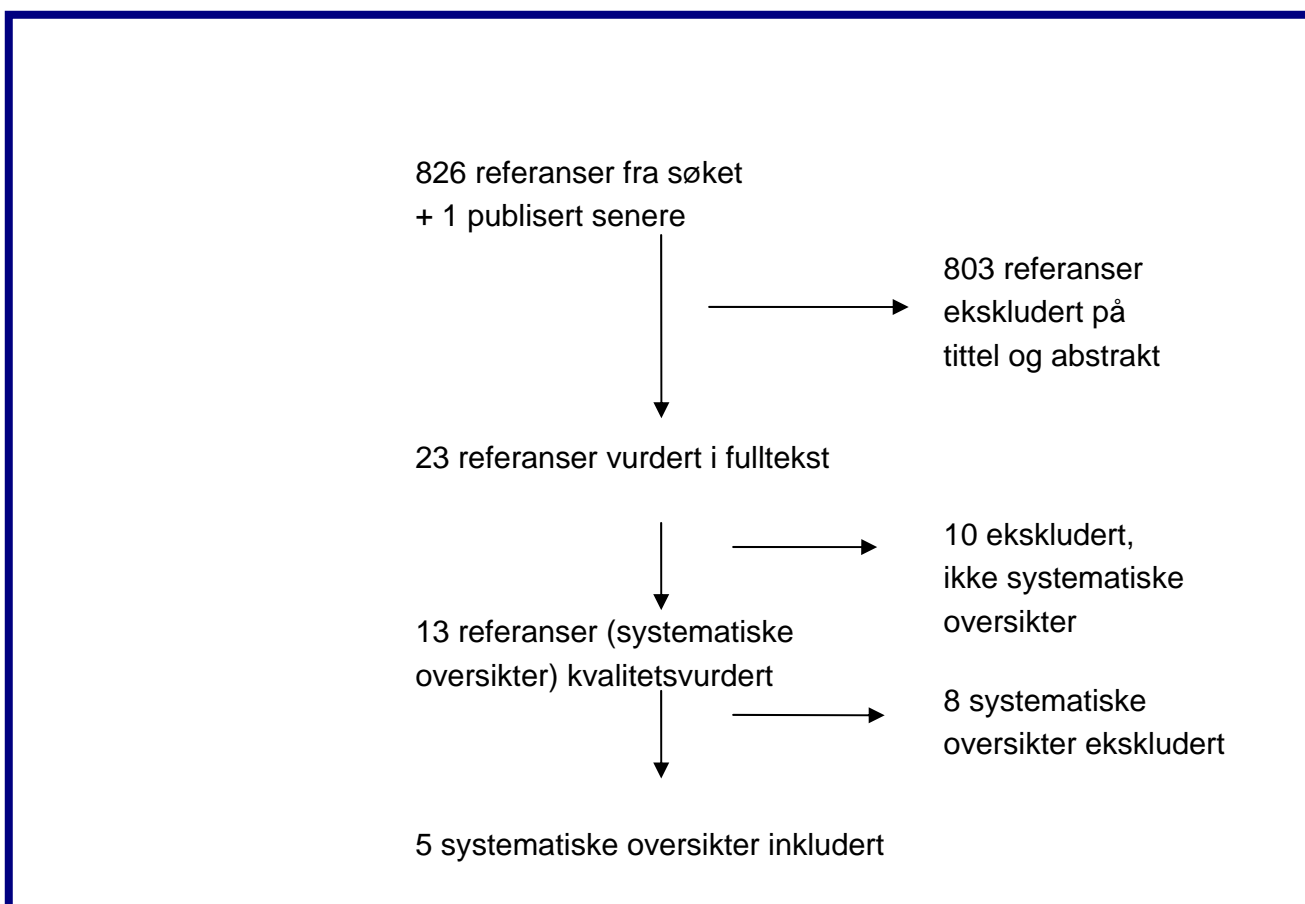 826 referanser fra søket
+ 1 publisert senere
803 referanser
ekskludert på
tittel og abstrakt
23 referanser vurdert i fulltekst
10 ekskludert,
ikke systematiske
oversikter
13 referanser (systematiske
oversikter) kvalitetsvurdert
8 systematiske
oversikter ekskludert
5 systematiske oversikter inkludert